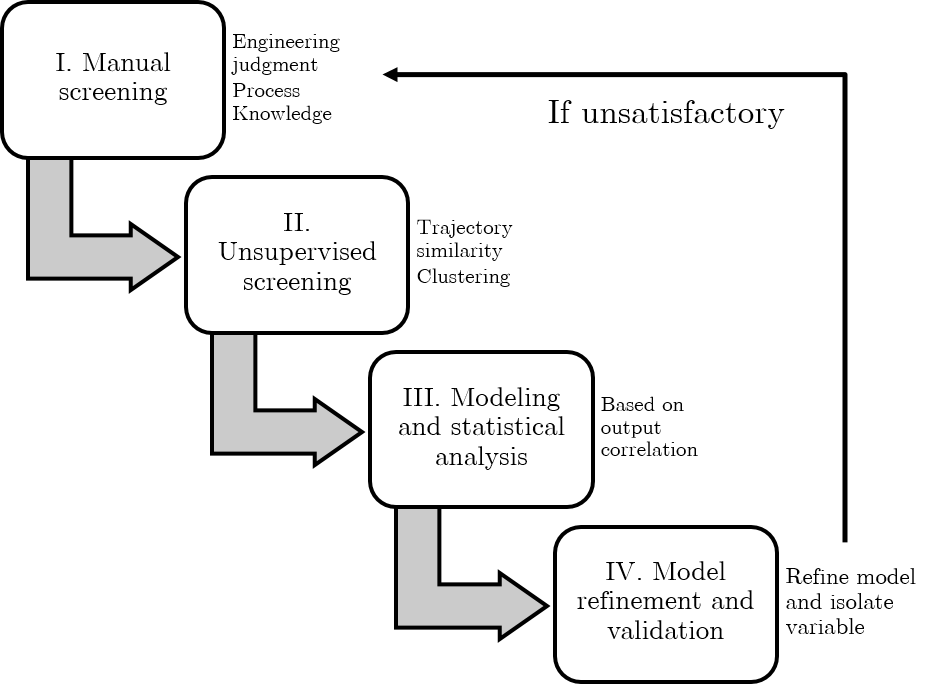 I. Manual
screening
Engineering
judgment
Process
Knowledge
If unsatisfactory
II.
Unsupervised
screening
Trajectory
similarity
Clustering
III. Modeling
and statistical
analysis
Based on
output
correlation
IV. Model
refinement and
validation
Refine model
and isolate
variable